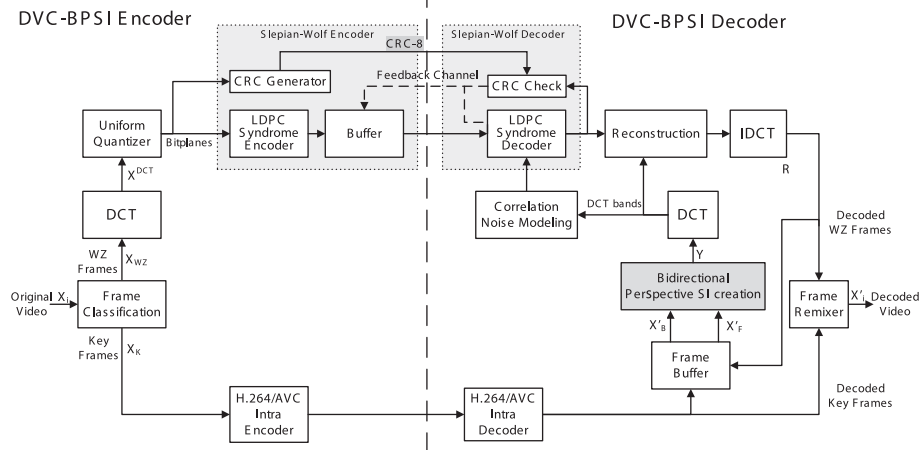 DVC-BPSI Encoder
DVC-BPSI Decoder
Slepian-Wolf Encoder
CRC-8
Slepian-Wolf Decoder
CRC Generator
Feedback Channel
CRC Check
Uniform
Quantizer
Bitplanes
LDPC
Syndrome
Encoder
Buffer
LDPC
Syndrome
Decoder
Reconstruction
IDCT
X^DCT
R
DCT
Correlation
Noise Modeling
DCT bands
DCT
Decoded
WZ Frames
WZ
Frames
X_WZ
Y
Original
Video
X_i
Frame
Classification
Bidirectional
Perspective SI creation
Frame
Remixer
X'_i
Decoded
Video
Key
Frames
X_K
X'_B
X'_F
Frame
Buffer
H.264/AVC
Intra
Encoder
H.264/AVC
Intra
Decoder
Decoded
Key Frames